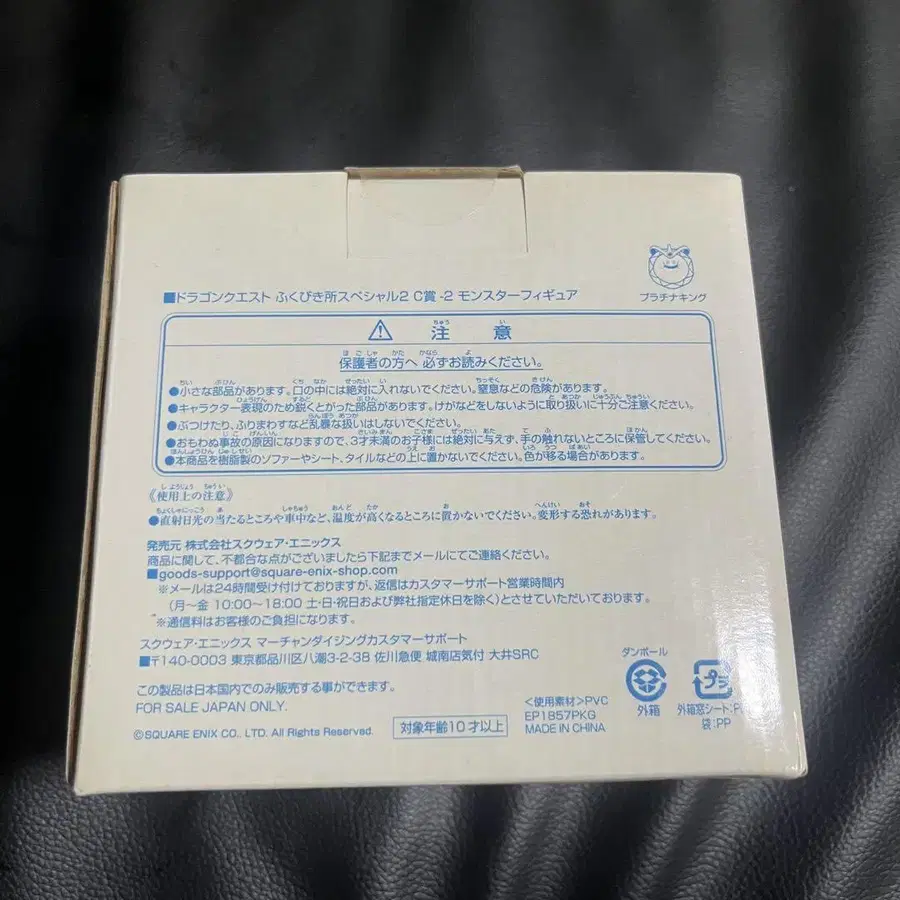 ■ドラゴンクエスト ふくびき所スペシャル2 C賞 -2 モンスターフィギュア
プラチナキング
⚠ 注意
保護者の方へ 必ずお読みください。
●小さな部品があります。口の中には絶対に入れないでください。窒息などの危険があります。
●キャラクター表現のため鋭くとがった部品があります。けがなどをしないように取り扱いに十分ご注意ください。
●ぶつけたり、ふりまわすなど乱暴な扱いはしないでください。
●おもわぬ事故の原因になりますので、3才未満のお子様には絶対に与えず、手の触れないところに保管してください。
●本商品を樹脂製のソファーやシート、タイルなどの上に置かないでください。色が移る場合があります。
《使用上の注意》
●直射日光の当たるところや車中など、温度が高くなるところに置かないでください。変形する恐れがあります。
発売元 株式会社スクウェア・エニックス
商品に関して、不都合な点がございましたら下記までメールにてご連絡ください。
■goods-support@square-enix-shop.com
※メールは24時間受け付けておりますが、返信はカスタマーサポート営業時間内
(月〜金 10:00〜18:00 土・日・祝日および弊社指定休日を除く)とさせていただいております。
※通信料はお客様のご負担になります。
スクウェア・エニックス マーチャンダイジングカスタマーサポート
■〒140-0003 東京都品川区八潮3-2-38 佐川急便 城南店気付 大井SRC
この製品は日本国内でのみ販売する事ができます。
FOR SALE JAPAN ONLY.
©SQUARE ENIX CO., LTD. All Rights Reserved.
対象年齢10才以上
<使用素材>PVC
EP1857PKG
MADE IN CHINA
ダンボール
外箱
プラ
外箱窓シート:P
袋:PP